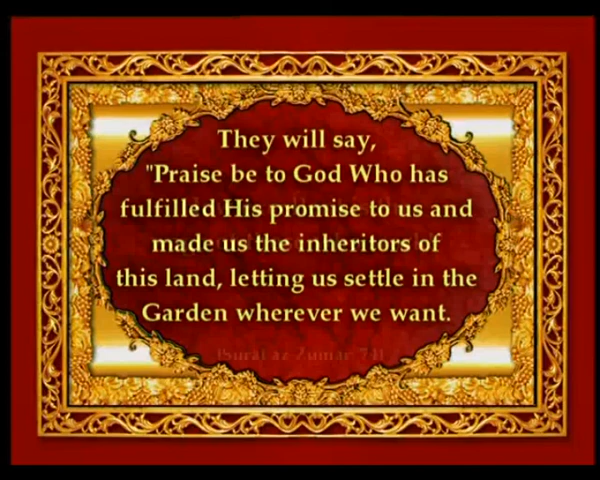 They will say,
"Praise be to God Who has
fulfilled His promise to us and
made us the inheritors of
this land, letting us settle in the
Garden wherever we want.
(Surat az-Zumar: 74)